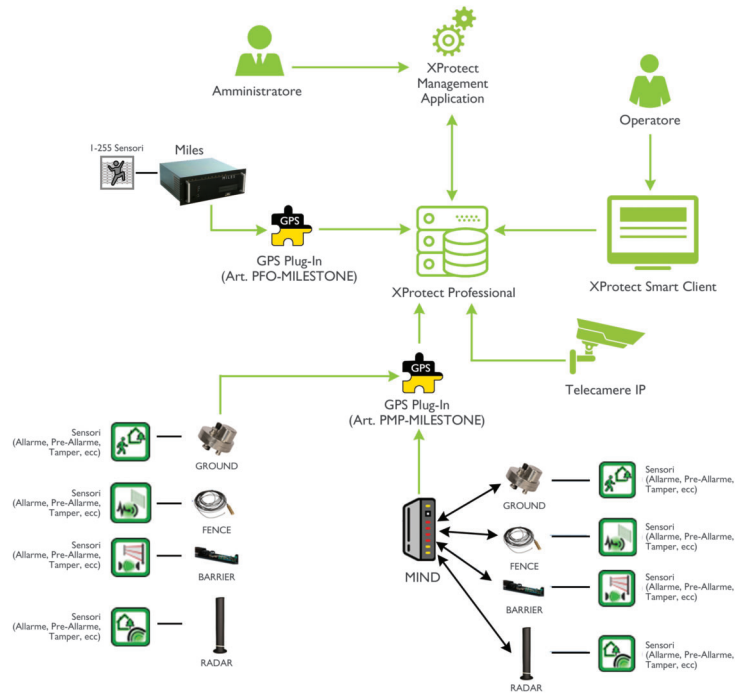 Amministratore
XProtect
Management
Application
Operatore
1-255 Sensori
Miles
MILES
GPS
GPS Plug-In
(Art. PFO-MILESTONE)
XProtect Professional
XProtect Smart Client
Telecamere IP
GPS
GPS Plug-In
(Art. PMP-MILESTONE)
Sensori
(Allarme, Pre-Allarme,
Tamper, ecc)
GROUND
Sensori
(Allarme, Pre-Allarme,
Tamper, ecc)
FENCE
Sensori
(Allarme, Pre-Allarme,
Tamper, ecc)
BARRIER
Sensori
(Allarme, Pre-Allarme,
Tamper, ecc)
RADAR
MIND
GROUND
Sensori
(Allarme, Pre-Allarme,
Tamper, ecc)
FENCE
Sensori
(Allarme, Pre-Allarme,
Tamper, ecc)
BARRIER
Sensori
(Allarme, Pre-Allarme,
Tamper, ecc)
RADAR
Sensori
(Allarme, Pre-Allarme,
Tamper, ecc)